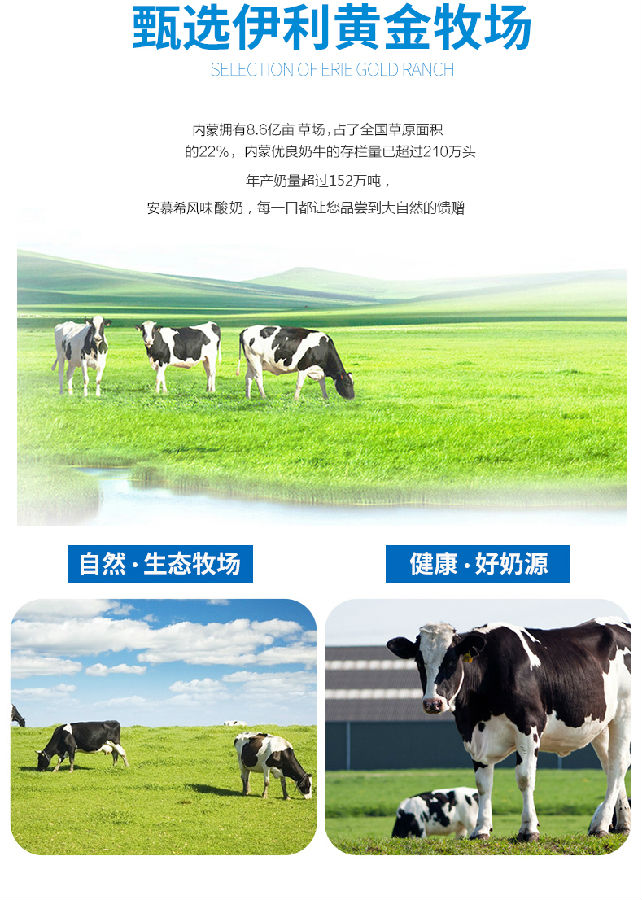 甄选伊利黄金牧场
SELECTION OF ERIE GOLD RANCH
内蒙拥有8.6亿亩 草场，占了全国草原面积
的22%，内蒙优良奶牛的存栏量已超过210万头
年产奶量超过152万吨，
安慕希风味酸奶，每一口都让您品尝到大自然的馈赠
自然·生态牧场
健康·好奶源